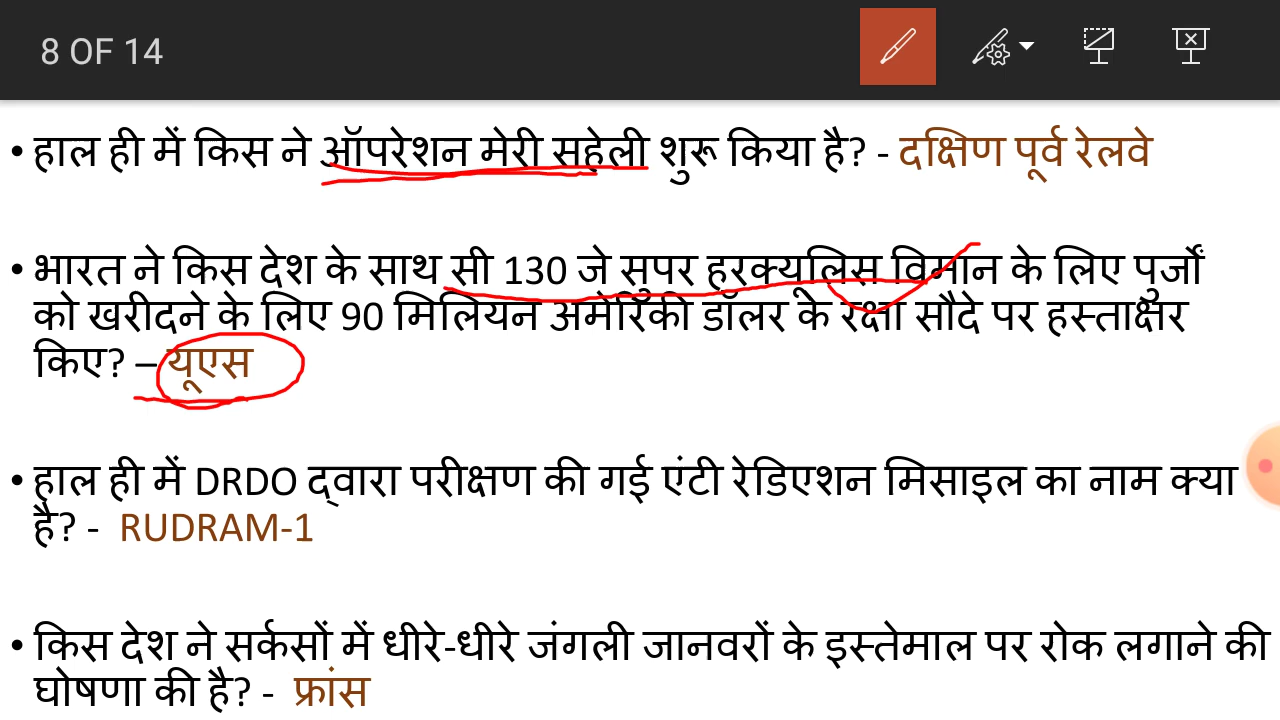 8 OF 14
• हाल ही में किस ने ऑपरेशन मेरी सहेली शुरू किया है? - दक्षिण पूर्व रेलवे
• भारत ने किस देश के साथ सी 130 जे सुपर हरक्यूलिस विमान के लिए पुर्जों
को खरीदने के लिए 90 मिलियन अमेरिकी डॉलर के रक्षा सौदे पर हस्ताक्षर
किए? – यूएस
• हाल ही में DRDO द्वारा परीक्षण की गई एंटी रेडिएशन मिसाइल का नाम क्या
है? - RUDRAM-1
• किस देश ने सर्कसों में धीरे-धीरे जंगली जानवरों के इस्तेमाल पर रोक लगाने की
घोषणा की है? - फ्रांस